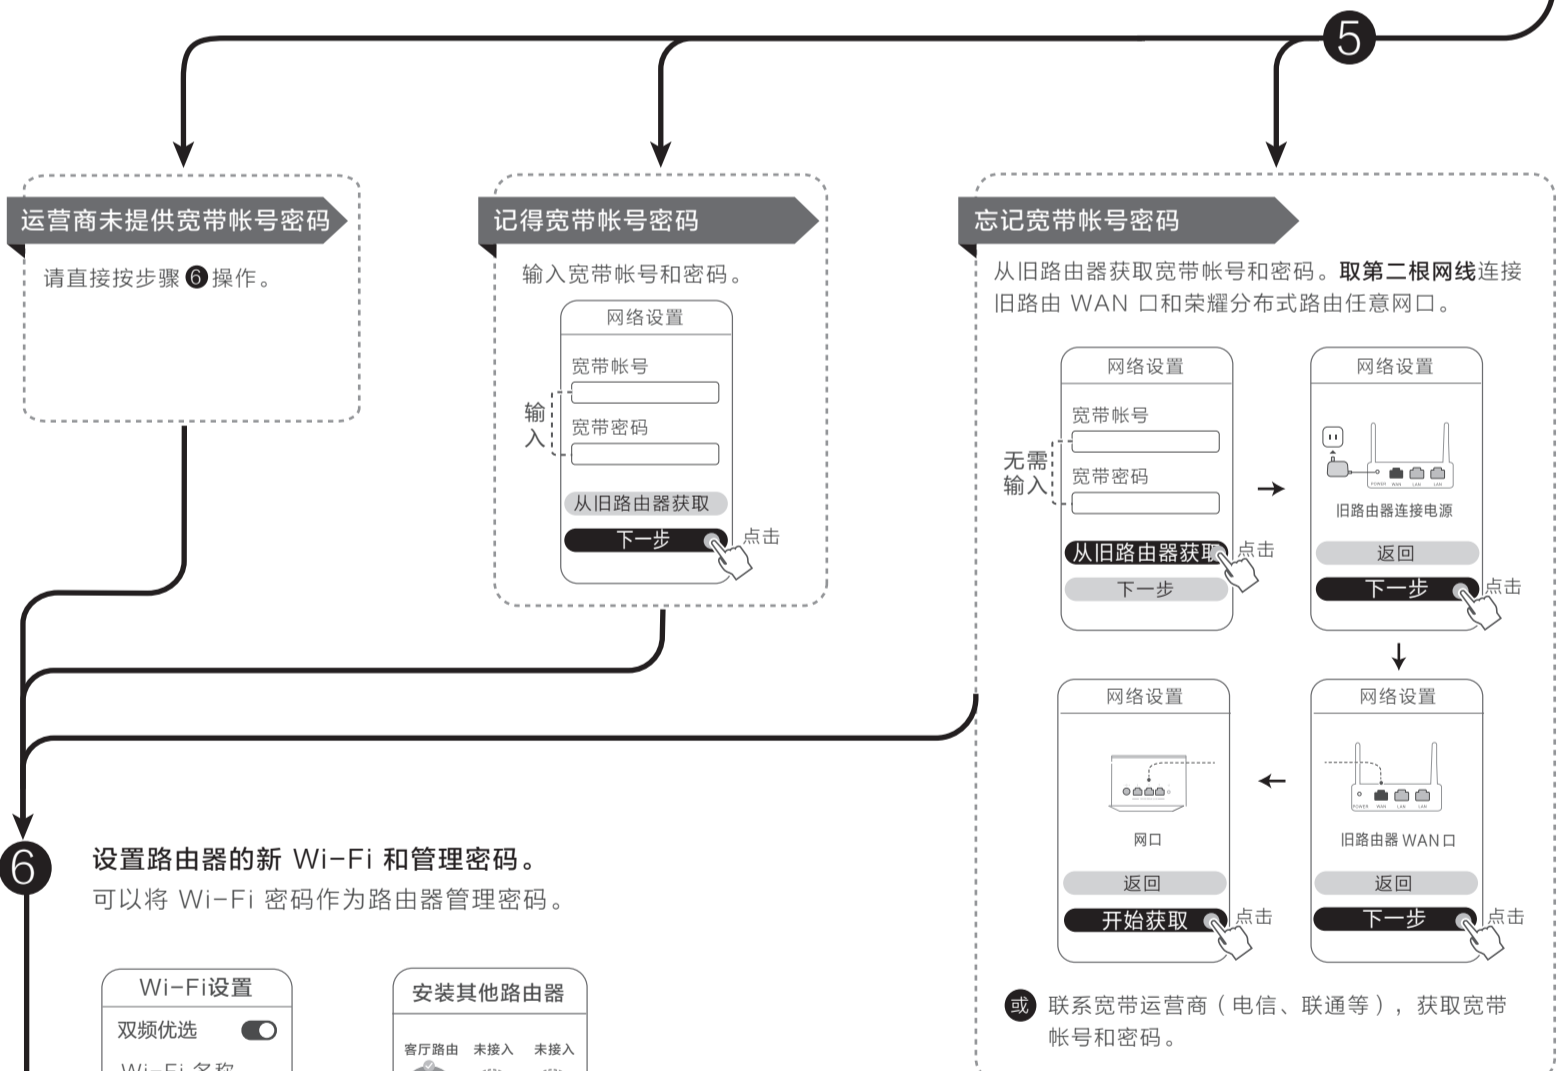 5
运营商未提供宽带帐号密码
请直接按步骤 6 操作。
记得宽带帐号密码
输入宽带帐号和密码。
网络设置
宽带帐号
输入
宽带密码
从旧路由器获取
下一步
点击
忘记宽带帐号密码
从旧路由器获取宽带帐号和密码。取第二根网线连接
旧路由 WAN 口和荣耀分布式路由任意网口。
网络设置
宽带帐号
无需
输入
宽带密码
从旧路由器获取
点击
下一步
网络设置
POWER WAN LAN LAN
旧路由器连接电源
返回
下一步
点击
网络设置
网口
返回
开始获取
点击
网络设置
POWER WAN LAN LAN
旧路由器 WAN 口
返回
下一步
点击
或 联系宽带运营商（电信、联通等），获取宽带
帐号和密码。
6
设置路由器的新 Wi-Fi 和管理密码。
可以将 Wi-Fi 密码作为路由器管理密码。
Wi-Fi设置
双频优选
Wi-Fi 名称
安装其他路由器
客厅路由 未接入 未接入